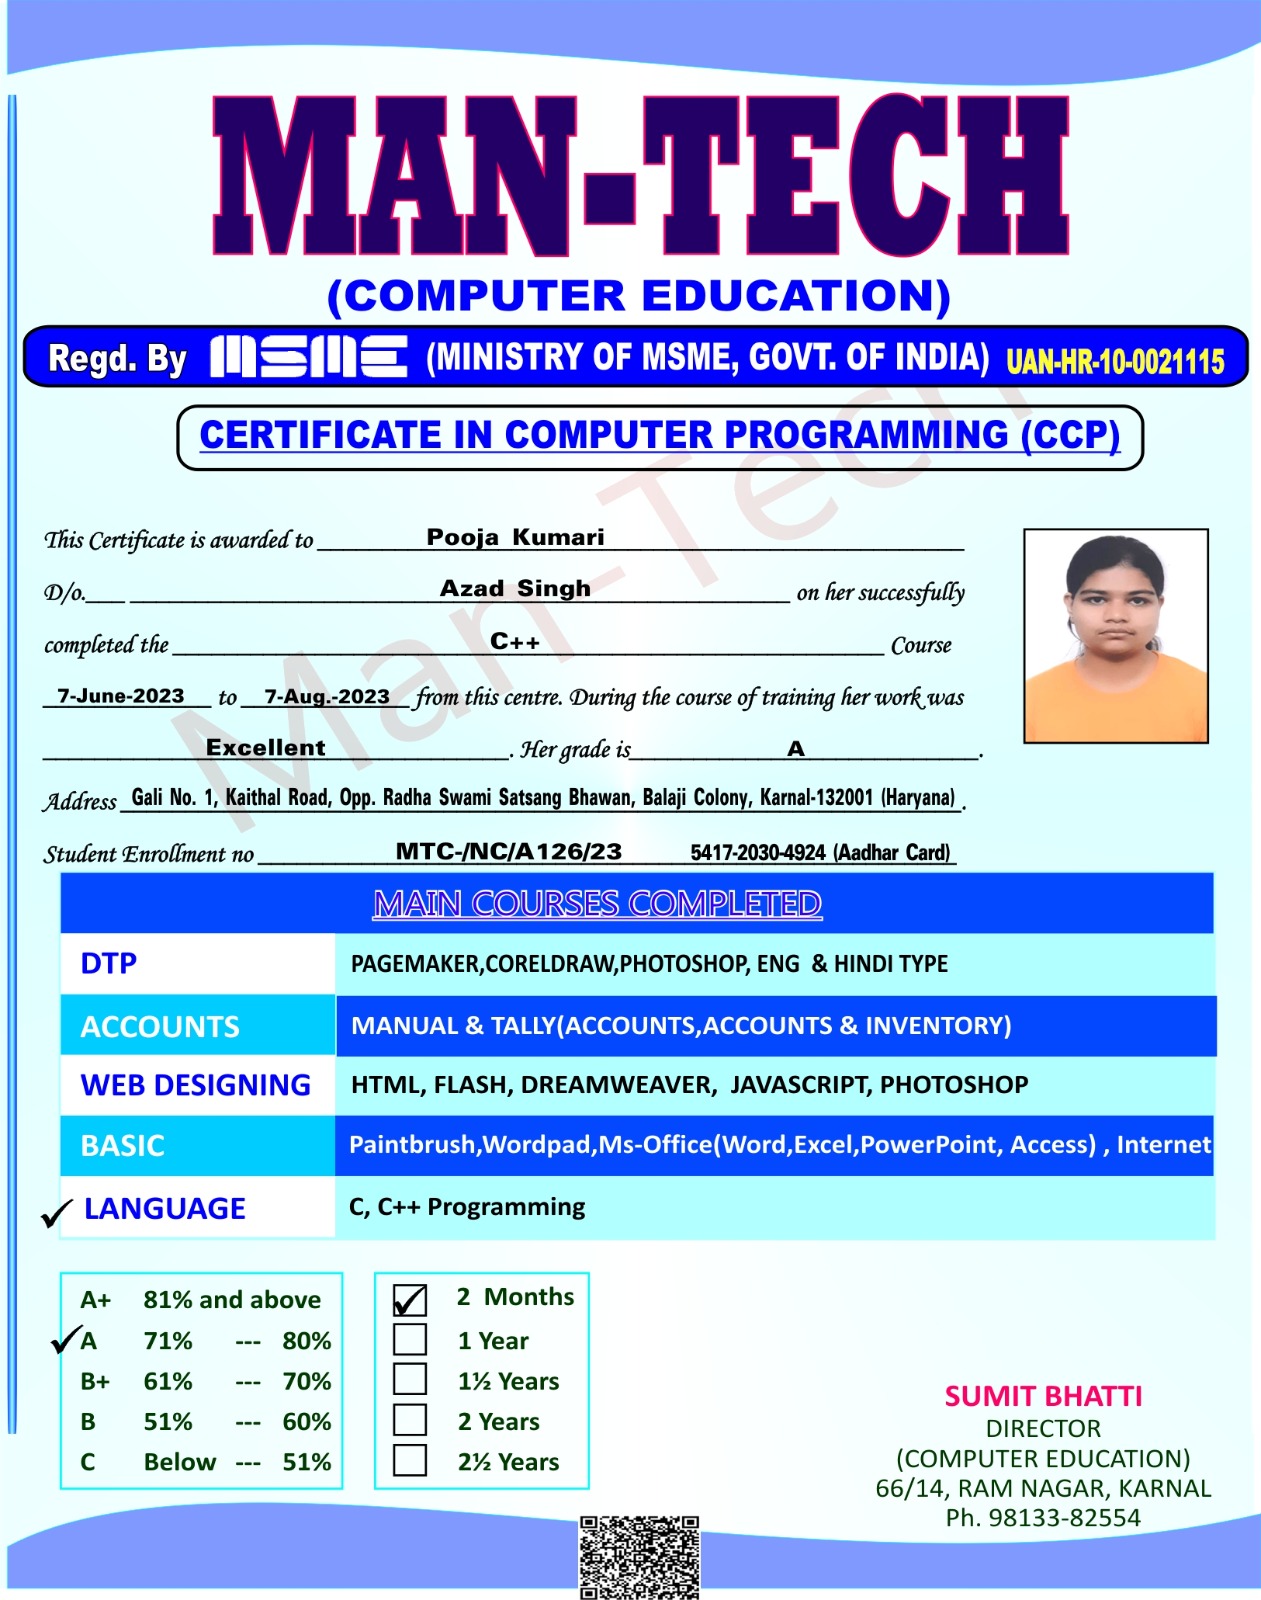 MAN-TECH
(COMPUTER EDUCATION)
Regd. By MSME (MINISTRY OF MSME, GOVT. OF INDIA) UAN-HR-10-0021115
CERTIFICATE IN COMPUTER PROGRAMMING (CCP)
Man-Tech
This Certificate is awarded to Pooja Kumari
D/o. Azad Singh on her successfully
completed the C++ Course
7-June-2023 to 7-Aug.-2023 from this centre. During the course of training her work was
Excellent. Her grade is A.
Address Gali No. 1, Kaithal Road, Opp. Radha Swami Satsang Bhawan, Balaji Colony, Karnal-132001 (Haryana).
Student Enrollment no MTC-/NC/A126/23 5417-2030-4924 (Aadhar Card)
MAIN COURSES COMPLETED
DTP PAGEMAKER,CORELDRAW,PHOTOSHOP, ENG & HINDI TYPE
ACCOUNTS MANUAL & TALLY(ACCOUNTS,ACCOUNTS & INVENTORY)
WEB DESIGNING HTML, FLASH, DREAMWEAVER, JAVASCRIPT, PHOTOSHOP
BASIC Paintbrush,Wordpad,Ms-Office(Word,Excel,PowerPoint, Access) , Internet
✓ LANGUAGE C, C++ Programming
A+ 81% and above
✓ A 71% --- 80%
B+ 61% --- 70%
B 51% --- 60%
C Below --- 51%
✓ 2 Months
1 Year
1½ Years
2 Years
2½ Years
SUMIT BHATTI
DIRECTOR
(COMPUTER EDUCATION)
66/14, RAM NAGAR, KARNAL
Ph. 98133-82554